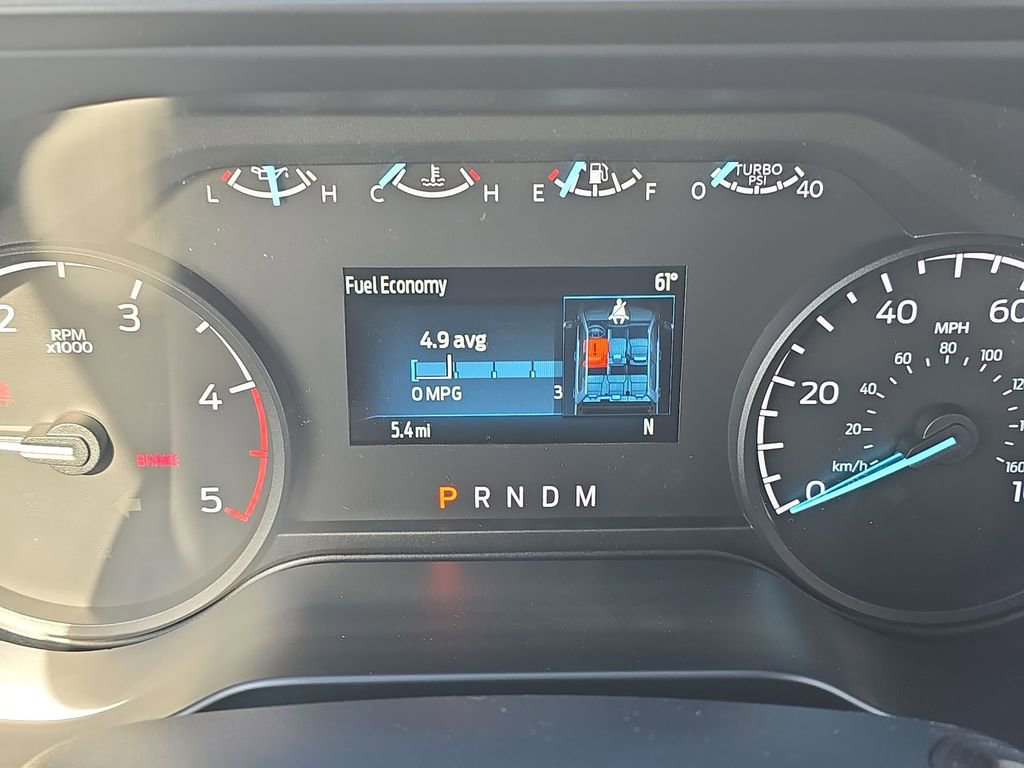 L H C H E F 0 TURBO PSI 40
Fuel Economy 61°
4.9 avg
0 MPG 3
5.4 mi N
P R N D M
2 3 4 5
RPM
x1000
BRAKE
0 20 40 60
MPH
20 40 60 80 100
km/h
160